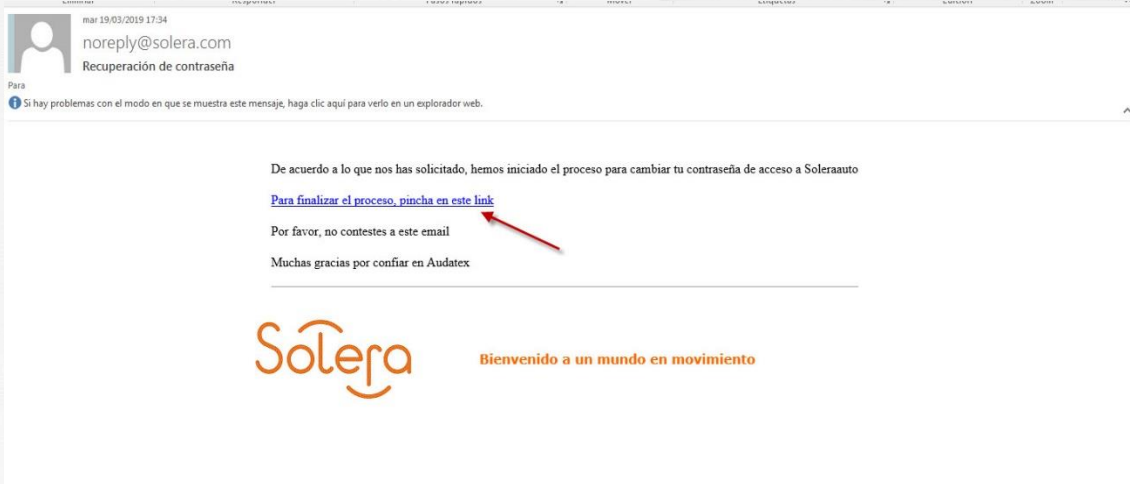 mar 19/03/2019 17:34
noreply@solera.com
Recuperación de contraseña
Para
Si hay problemas con el modo en que se muestra este mensaje, haga clic aquí para verlo en un explorador web.
De acuerdo a lo que nos has solicitado, hemos iniciado el proceso para cambiar tu contraseña de acceso a Soleraauto
Para finalizar el proceso, pincha en este link
Por favor, no contestes a este email
Muchas gracias por confiar en Audatex
Solera
Bienvenido a un mundo en movimiento